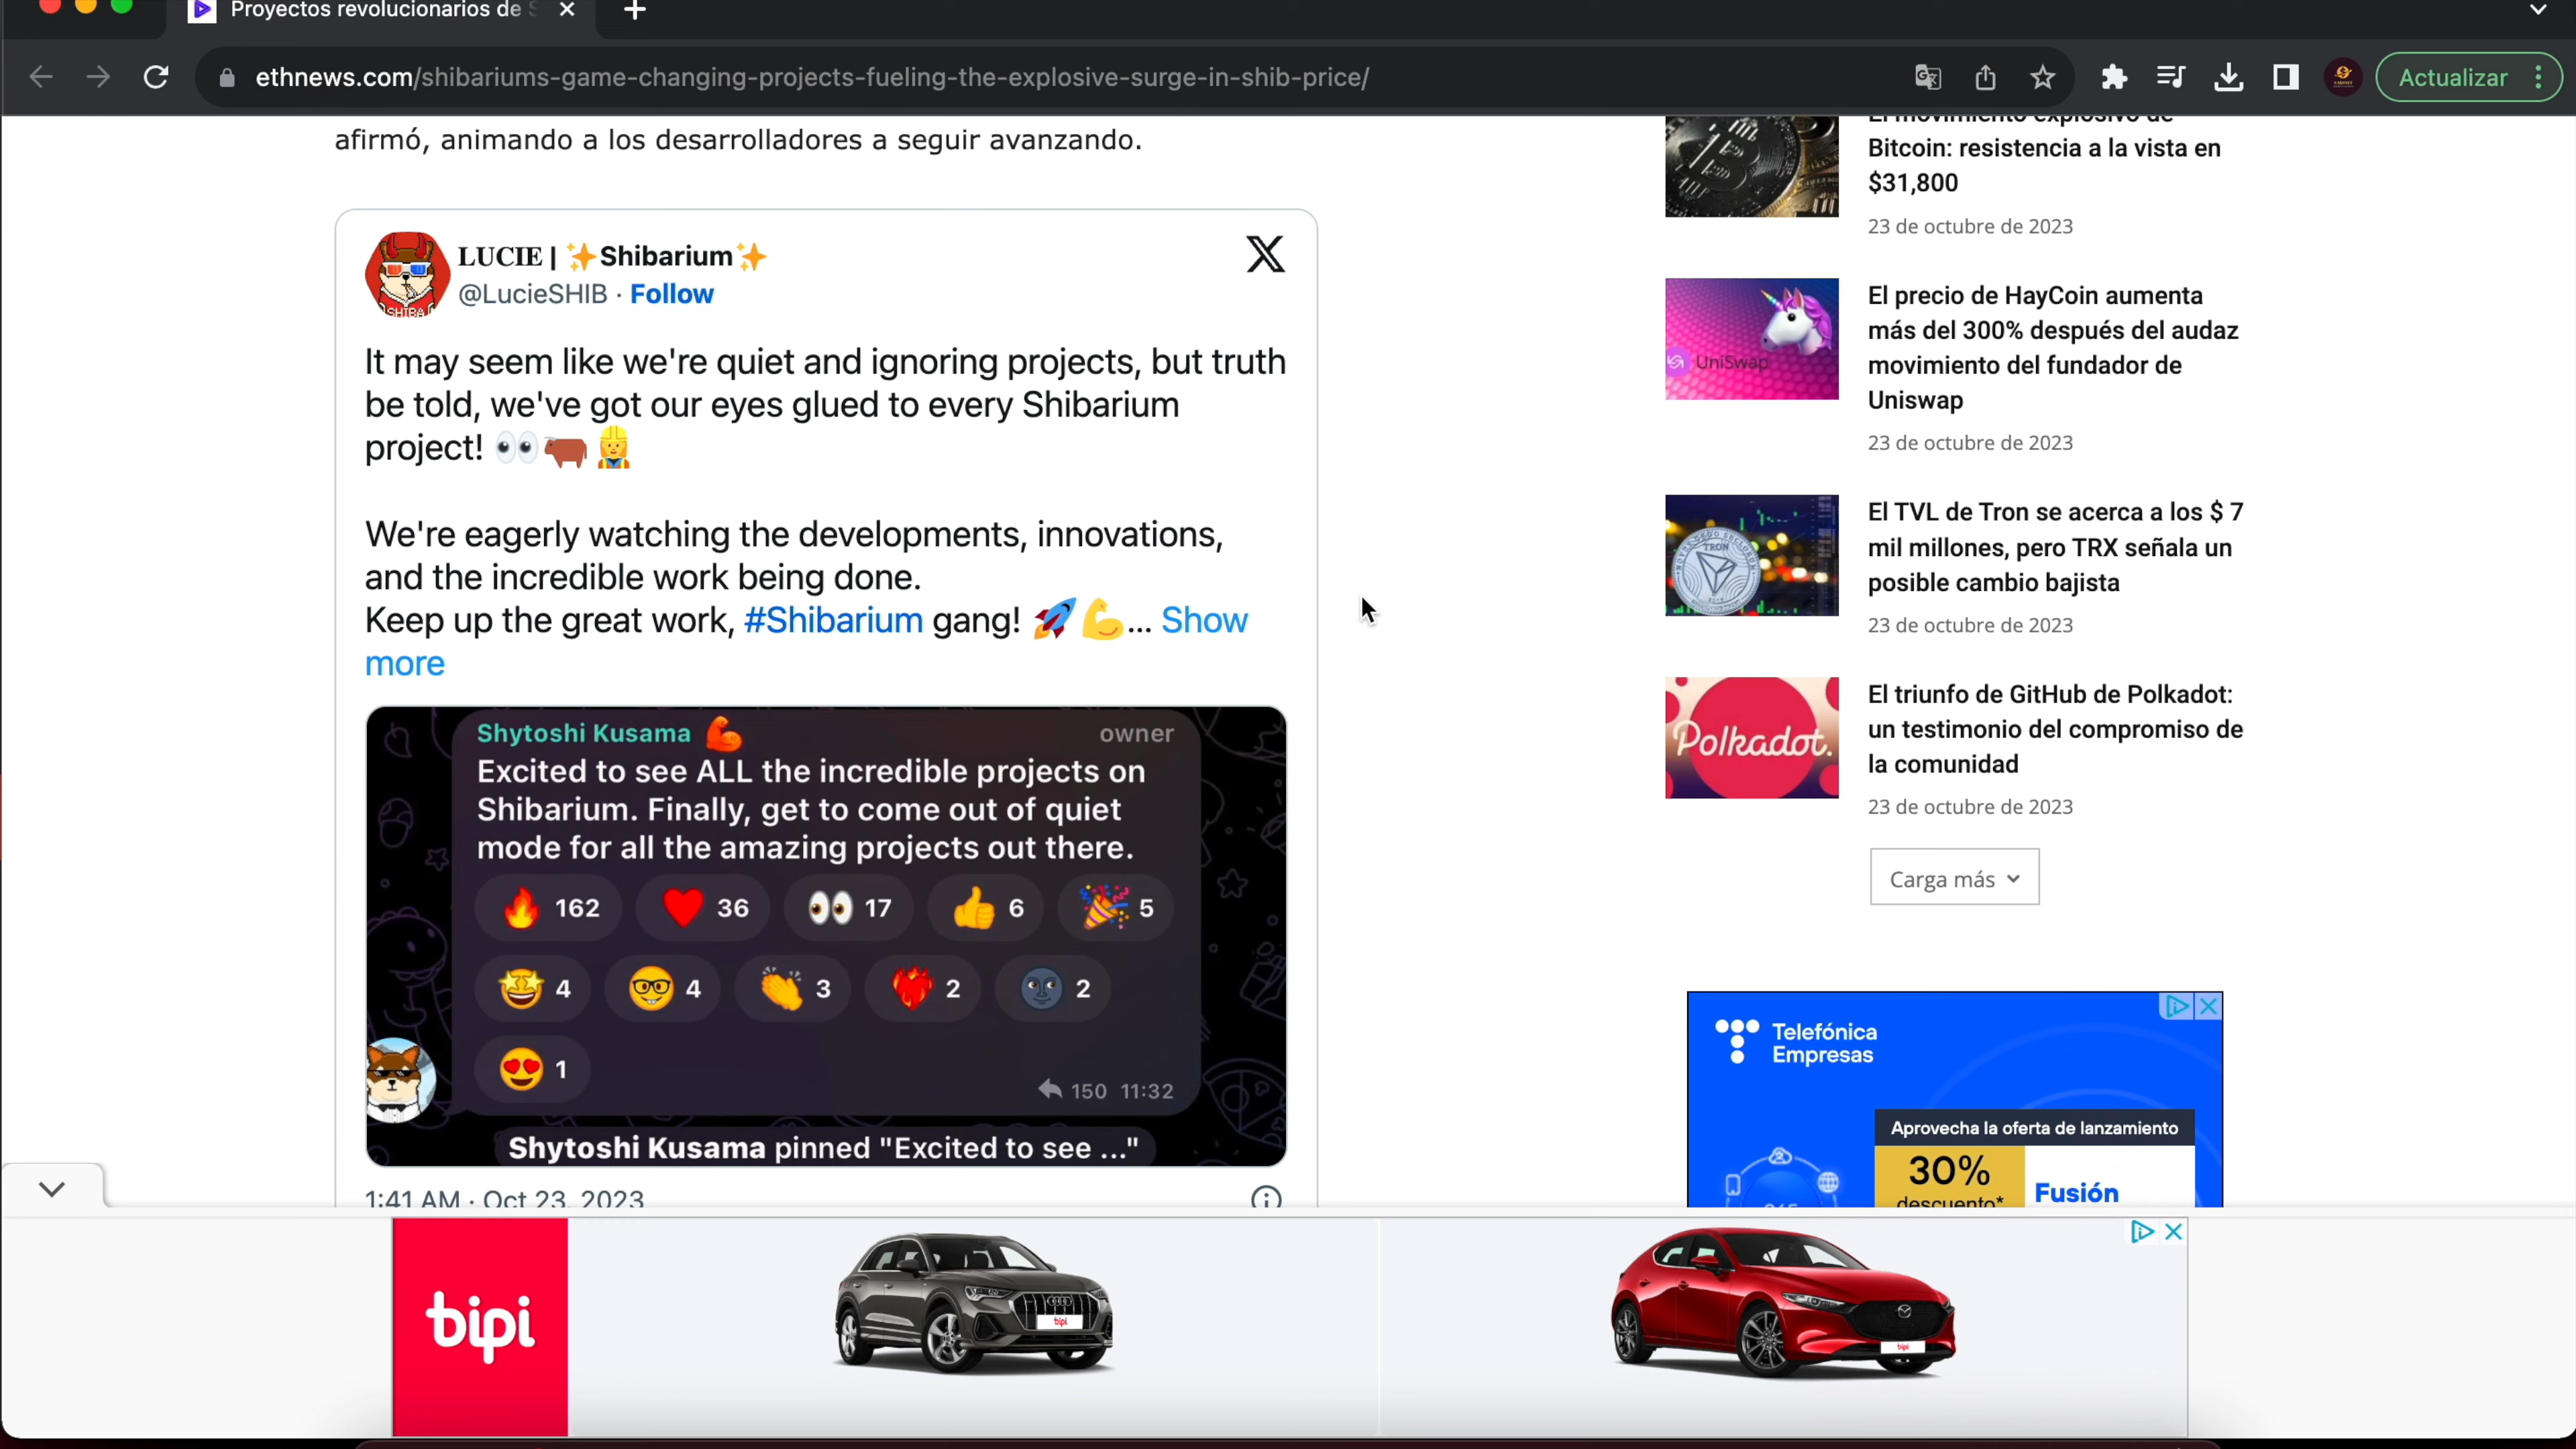 Proyectos revolucionarios de S
ethnews.com/shibariums-game-changing-projects-fueling-the-explosive-surge-in-shib-price/
Actualizar
afirmó, animando a los desarrolladores a seguir avanzando.
LUCIE | ✨Shibarium✨
@LucieSHIB · Follow
It may seem like we're quiet and ignoring projects, but truth
be told, we've got our eyes glued to every Shibarium
project! 👀🐂👷‍♀️
We're eagerly watching the developments, innovations,
and the incredible work being done.
Keep up the great work, #Shibarium gang! 🚀💪... Show
more
Shytoshi Kusama 💪 owner
Excited to see ALL the incredible projects on
Shibarium. Finally, get to come out of quiet
mode for all the amazing projects out there.
🔥 162 ❤️ 36 👀 17 👍 6 🎉 5
🤩 4 🤓 4 👏 3 ❤️‍🔥 2 🌚 2
😍 1
150 11:32
Shytoshi Kusama pinned "Excited to see ..."
1:41 AM · Oct 23, 2023
El movimiento explosivo de
Bitcoin: resistencia a la vista en
$31,800
23 de octubre de 2023
UniSwap
El precio de HayCoin aumenta
más del 300% después del audaz
movimiento del fundador de
Uniswap
23 de octubre de 2023
TRON
El TVL de Tron se acerca a los $ 7
mil millones, pero TRX señala un
posible cambio bajista
23 de octubre de 2023
Polkadot.
El triunfo de GitHub de Polkadot:
un testimonio del compromiso de
la comunidad
23 de octubre de 2023
Carga más
Telefónica
Empresas
Aprovecha la oferta de lanzamiento
30%
descuento*
Fusión
bipi
bipi
bipi